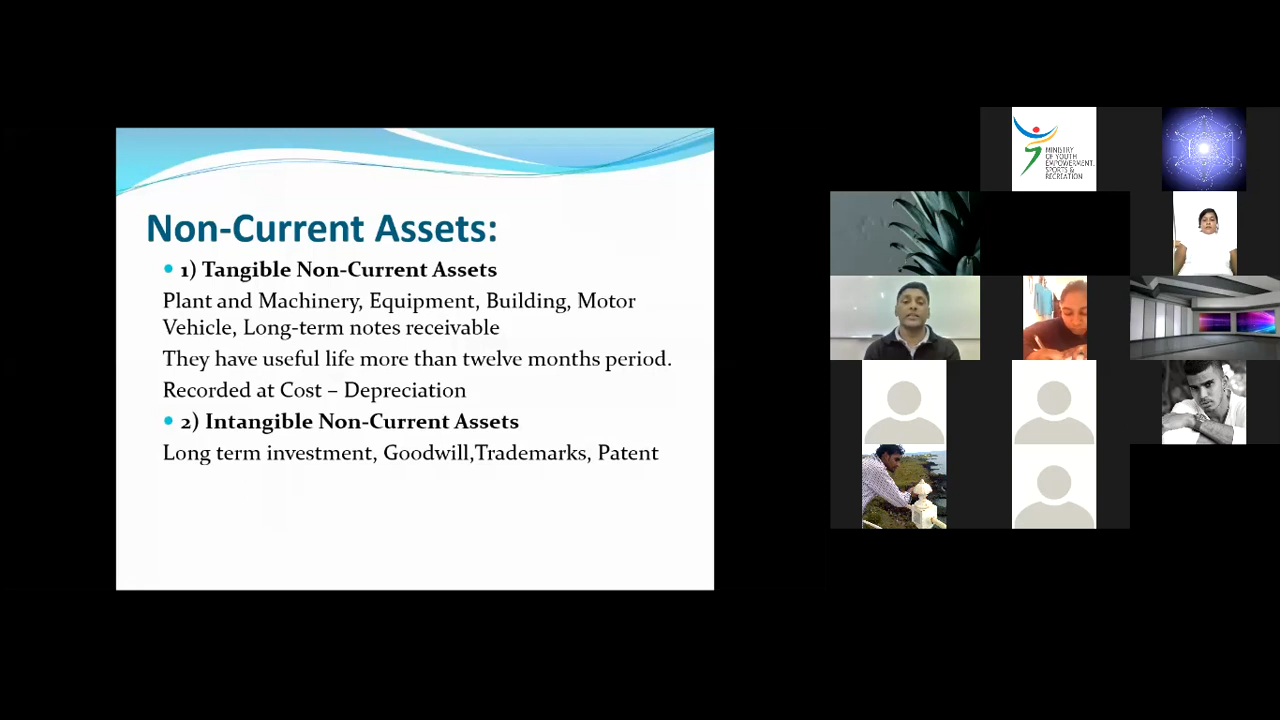 Non-Current Assets:
1) Tangible Non-Current Assets
Plant and Machinery, Equipment, Building, Motor
Vehicle, Long-term notes receivable
They have useful life more than twelve months period.
Recorded at Cost – Depreciation
2) Intangible Non-Current Assets
Long term investment, Goodwill,Trademarks, Patent
MINISTRY
OF YOUTH
EMPOWERMENT,
SPORTS &
RECREATION